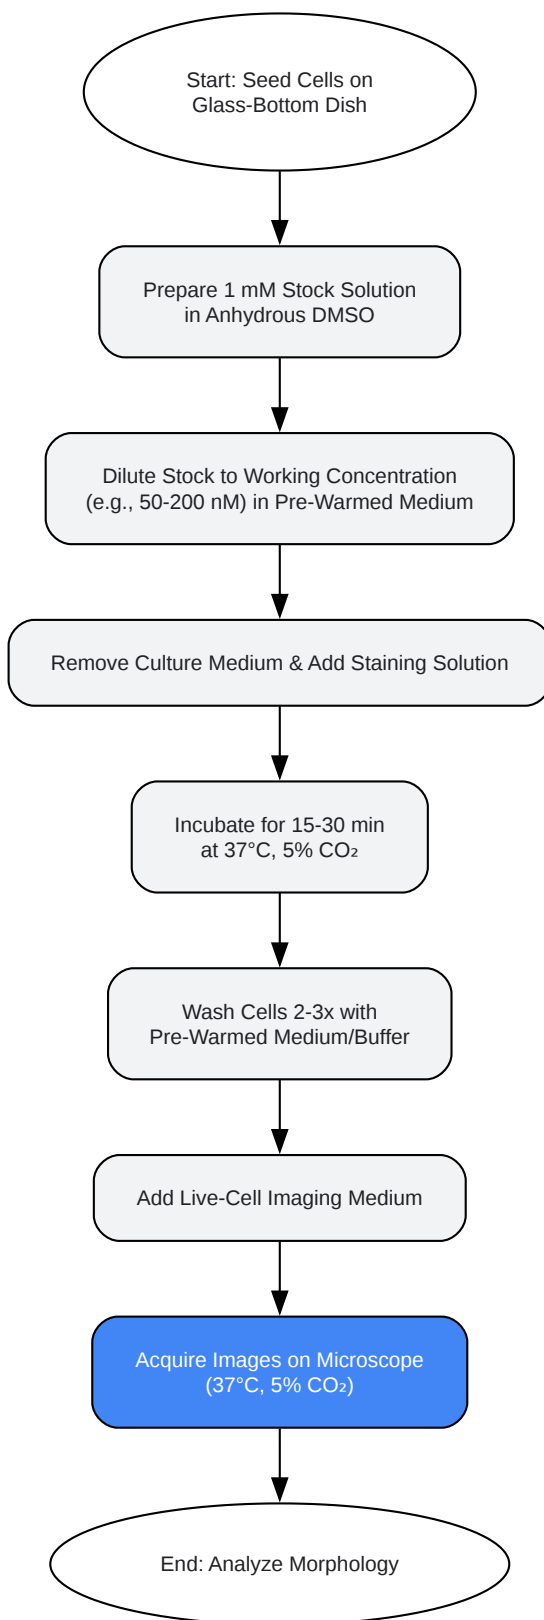 Start: Seed Cells on
Glass-Bottom Dish
Prepare 1 mM Stock Solution
in Anhydrous DMSO
Dilute Stock to Working Concentration
(e.g., 50-200 nM) in Pre-Warmed Medium
Remove Culture Medium & Add Staining Solution
Incubate for 15-30 min
at 37°C, 5% CO₂
Wash Cells 2-3x with
Pre-Warmed Medium/Buffer
Add Live-Cell Imaging Medium
Acquire Images on Microscope
(37°C, 5% CO₂)
End: Analyze Morphology